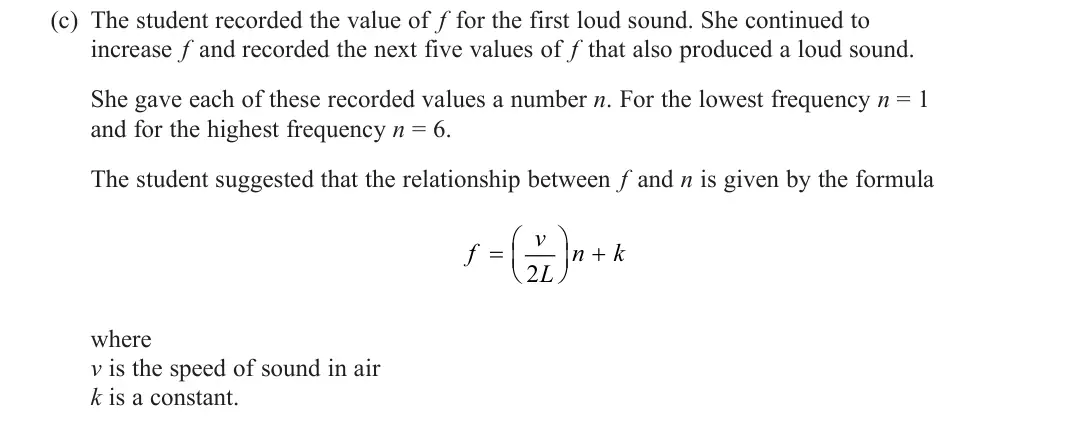 (c) The student recorded the value of f for the first loud sound. She continued to
increase f and recorded the next five values of f that also produced a loud sound.
She gave each of these recorded values a number n. For the lowest frequency n = 1
and for the highest frequency n = 6.
The student suggested that the relationship between f and n is given by the formula
f = (v/2L)n + k
where
v is the speed of sound in air
k is a constant.